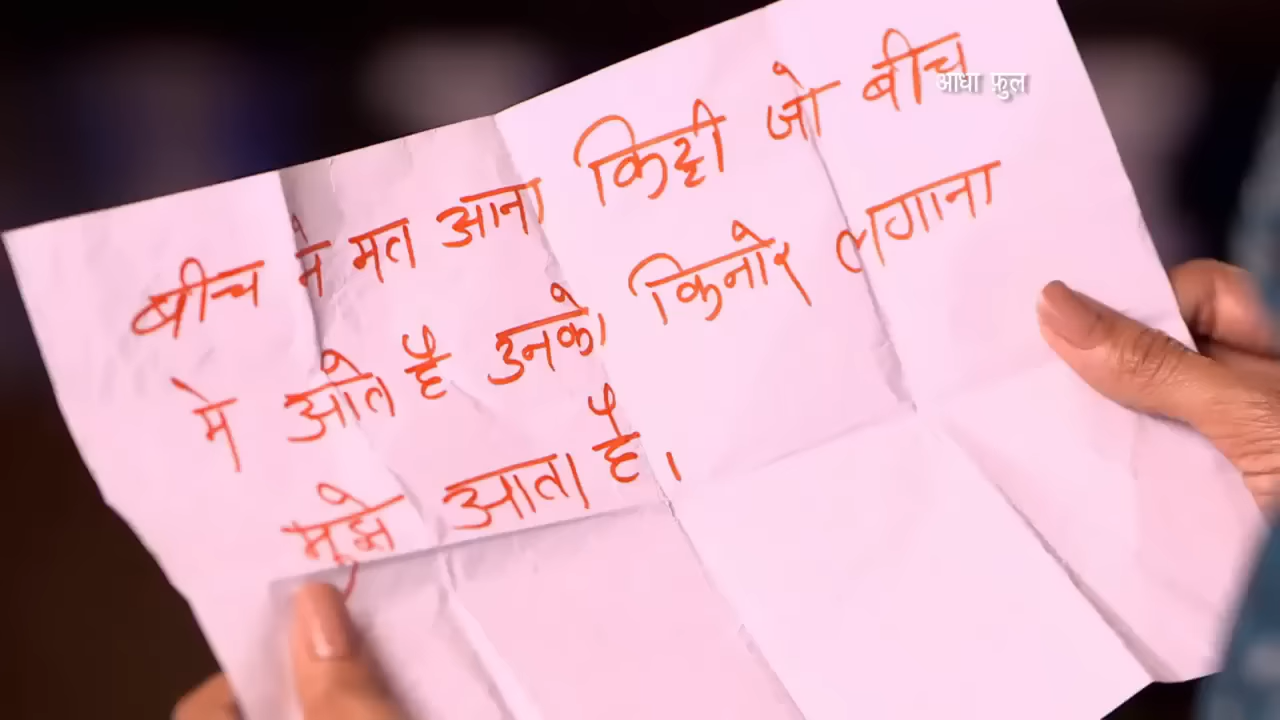 बीच मे मत आना किट्टी जो बीच
मे आते है उनको किनोर लगाना
मुझे आता है।
आधा फ़ुल